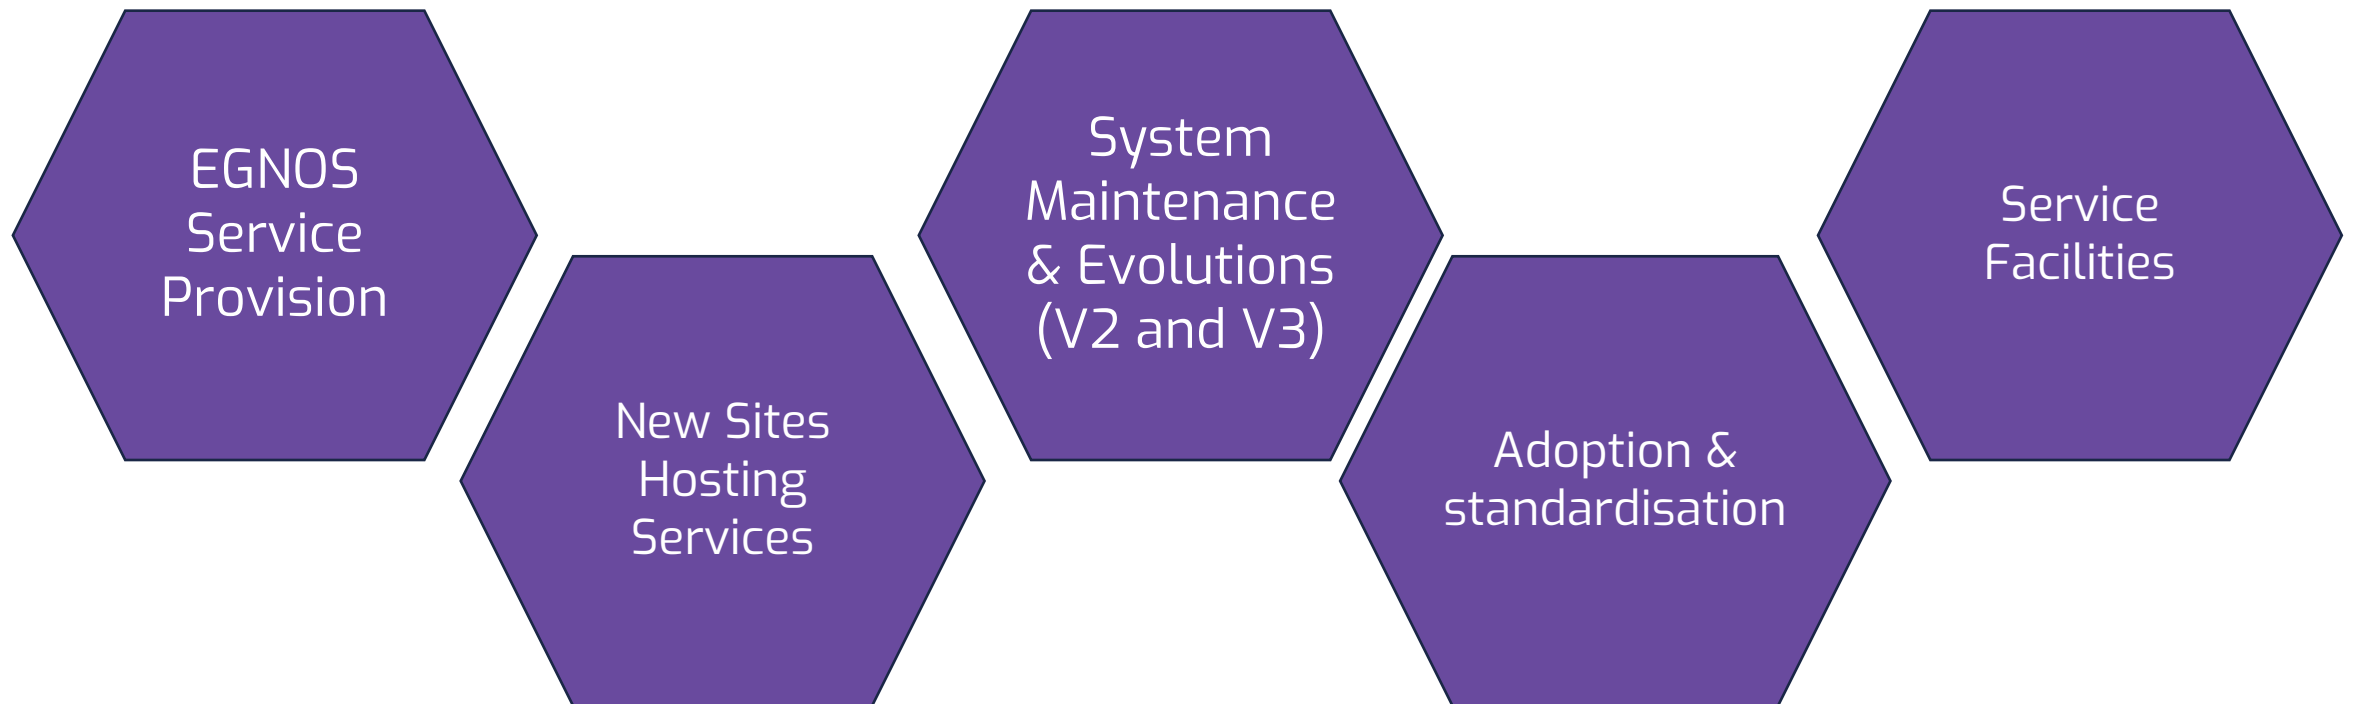 EGNOS
Service
Provision
New Sites
Hosting
Services
System
Maintenance
& Evolutions
(V2 and V3)
Adoption &
standardisation
Service
Facilities